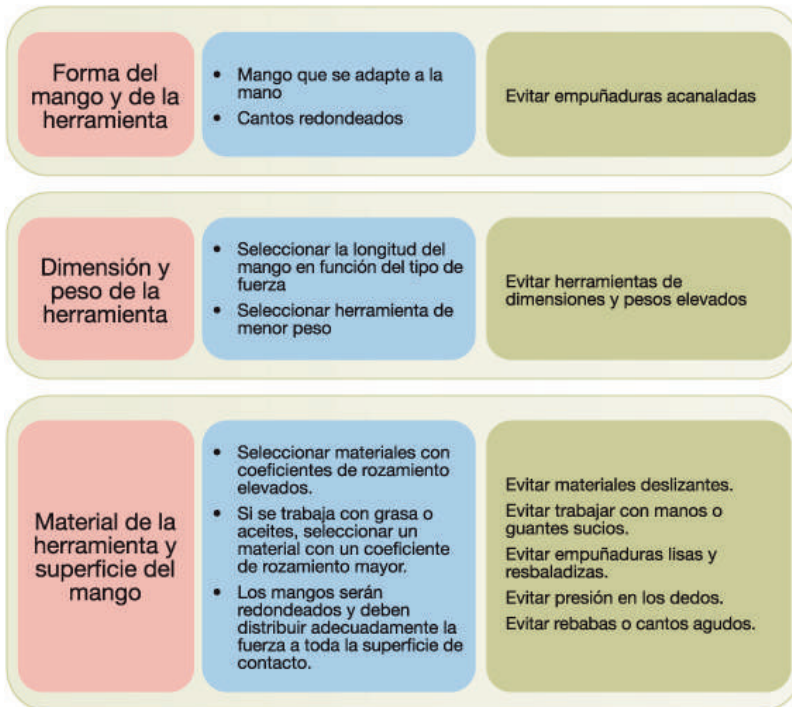 Forma del
mango y de la
herramienta
• Mango que se adapte a la
mano
• Cantos redondeados
Evitar empuñaduras acanaladas
Dimensión y
peso de la
herramienta
• Seleccionar la longitud del
mango en función del tipo de
fuerza
• Seleccionar herramienta de
menor peso
Evitar herramientas de
dimensiones y pesos elevados
Material de la
herramienta y
superficie del
mango
• Seleccionar materiales con
coeficientes de rozamiento
elevados.
• Si se trabaja con grasa o
aceites, seleccionar un
material con un coeficiente
de rozamiento mayor.
• Los mangos serán
redondeados y deben
distribuir adecuadamente la
fuerza a toda la superficie de
contacto.
Evitar materiales deslizantes.
Evitar trabajar con manos o
guantes sucios.
Evitar empuñaduras lisas y
resbaladizas.
Evitar presión en los dedos.
Evitar rebabas o cantos agudos.